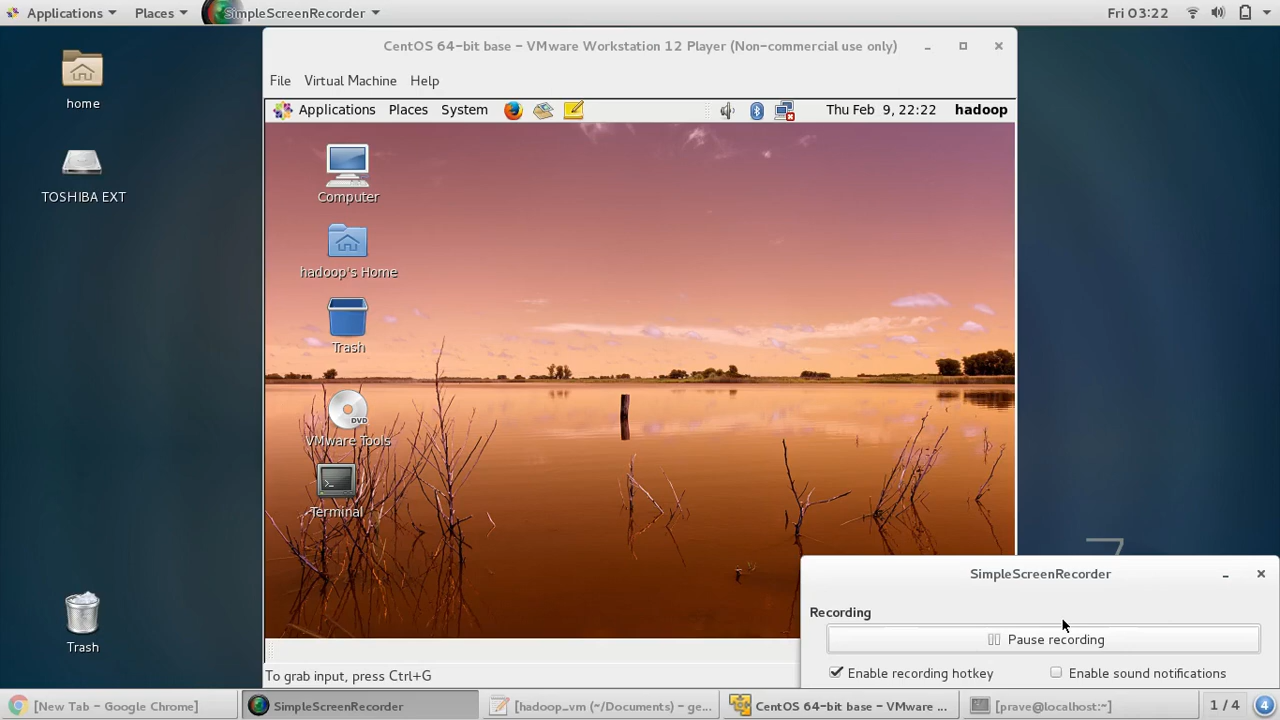 Applications Places SimpleScreenRecorder Fri 03:22
home
TOSHIBA EXT
Trash
CentOS 64-bit base – VMware Workstation 12 Player (Non-commercial use only)
File Virtual Machine Help
Applications Places System Thu Feb 9, 22:22 hadoop
Computer
hadoop's Home
Trash
DVD
VMware Tools
Terminal
To grab input, press Ctrl+G
7
SimpleScreenRecorder
Recording
Pause recording
Enable recording hotkey Enable sound notifications
[New Tab – Google Chrome] SimpleScreenRecorder [hadoop_vm (~/Documents) – ge... CentOS 64-bit base – VMware ... [prave@localhost:~] 1 / 4 4